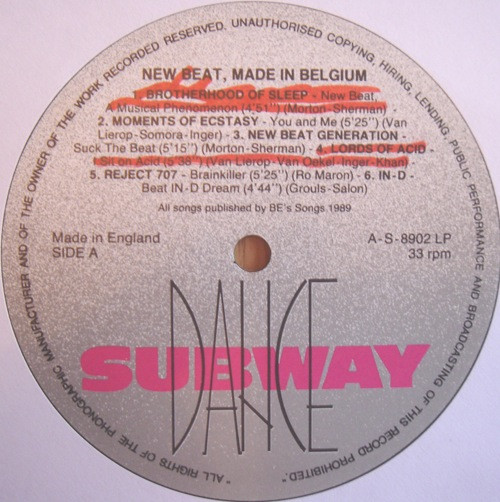 "ALL RIGHTS OF THE PHONOGRAPHIC MANUFACTURER AND OF THE OWNER OF THE WORK RECORDED RESERVED. UNAUTHORISED COPYING, HIRING, LENDING, PUBLIC PERFORMANCE AND BROADCASTING OF THIS RECORD PROHIBITED."
NEW BEAT, MADE IN BELGIUM
1. BROTHERHOOD OF SLEEP - New Beat,
A Musical Phenomenon (4'51") (Morton-Sherman)
2. MOMENTS OF ECSTASY - You and Me (5'25") (Van
Lierop-Somora-Inger) - 3. NEW BEAT GENERATION -
Suck The Beat (5'15") (Morton-Sherman) - 4. LORDS OF ACID -
Sit on Acid (5'38") (Van Lierop-Van Oekel-Inger-Khan)
5. REJECT 707 - Brainkiller (5'25") (Ro Maron) - 6. IN-D -
Beat IN-D Dream (4'44") (Grouls-Salon)
All songs published by BE's Songs 1989
Made in England
SIDE A
A-S-8902 LP
33 rpm
DANCE
SUBWAY
DANCE